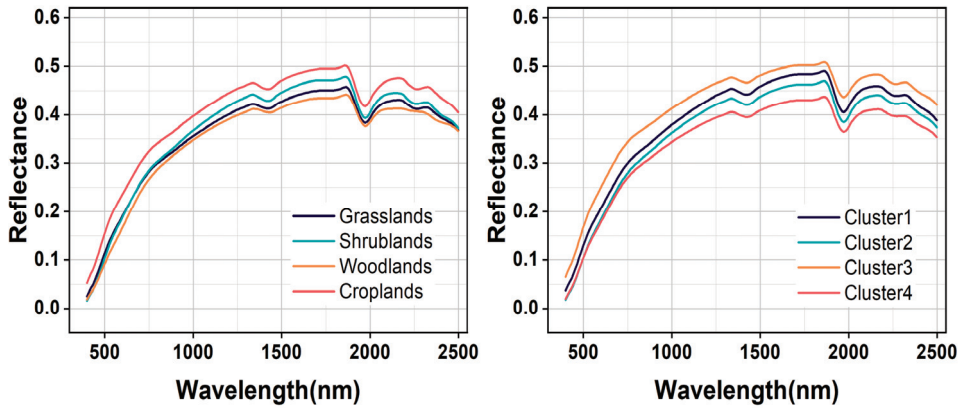 0.6
0.5
0.4
0.3
0.2
0.1
0.0
Reflectance
Grasslands
Shrublands
Woodlands
Croplands
500 1000 1500 2000 2500
Wavelength(nm)
0.6
0.5
0.4
0.3
0.2
0.1
0.0
Reflectance
Cluster1
Cluster2
Cluster3
Cluster4
500 1000 1500 2000 2500
Wavelength(nm)